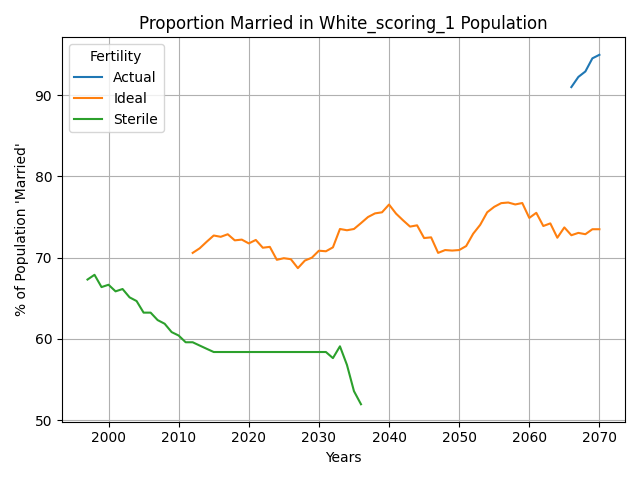 Proportion Married in White_scoring_1 Population
Fertility
Actual
Ideal
Sterile
% of Population 'Married'
90
80
70
60
50
2000 2010 2020 2030 2040 2050 2060 2070
Years